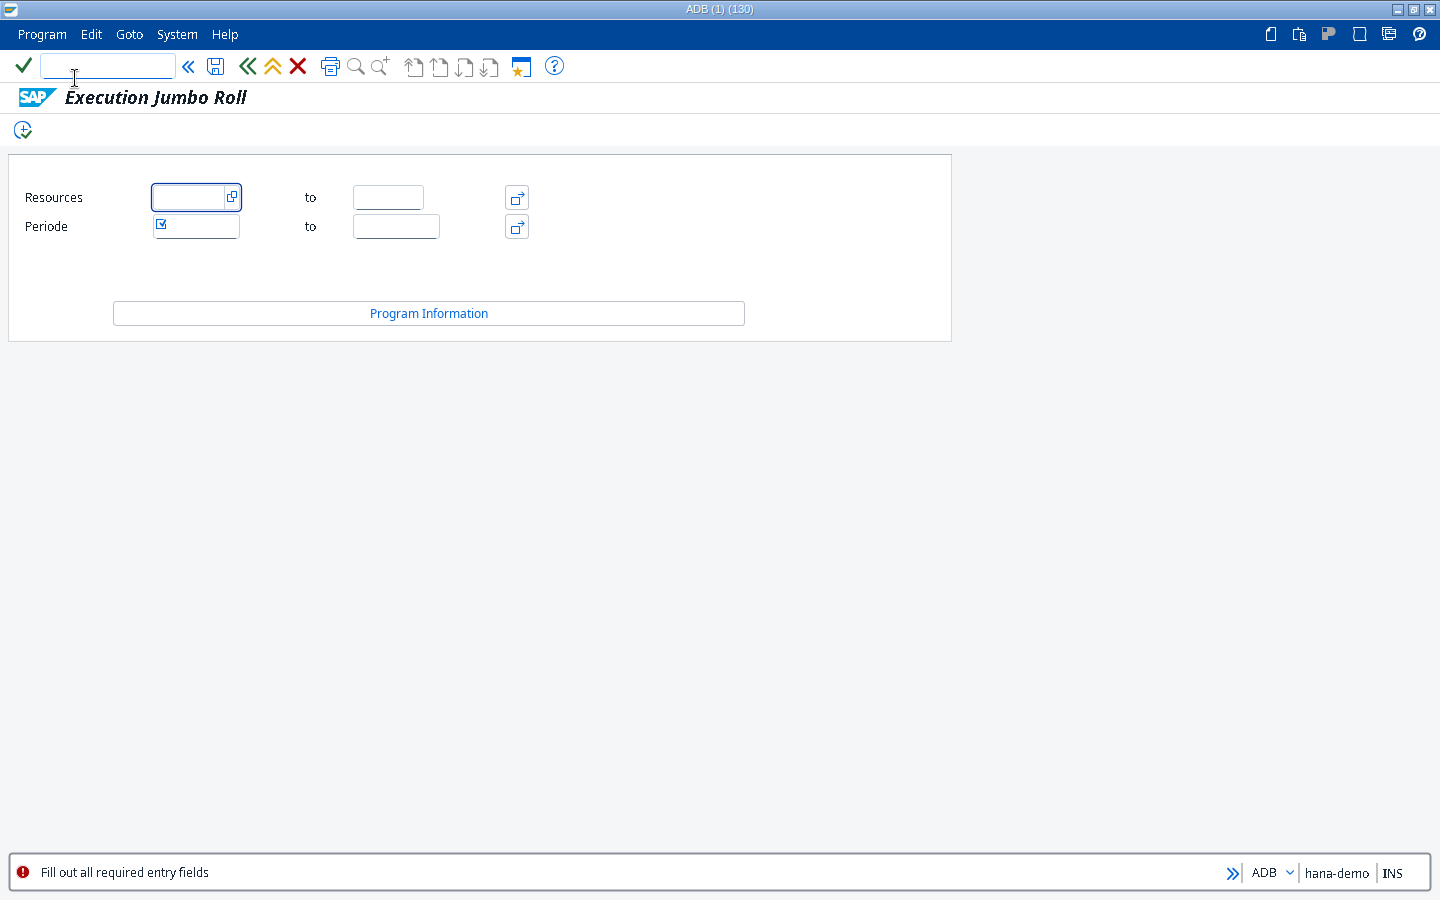 ADB (1) (130)
Program Edit Goto System Help
SAP Execution Jumbo Roll
Resources to
Periode to
Program Information
Fill out all required entry fields
ADB hana-demo INS